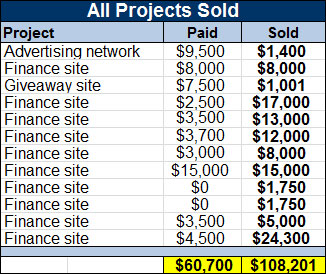 All Projects Sold
Project Paid Sold
Advertising network $9,500 $1,400
Finance site $8,000 $8,000
Giveaway site $7,500 $1,001
Finance site $2,500 $17,000
Finance site $3,500 $13,000
Finance site $3,700 $12,000
Finance site $3,000 $8,000
Finance site $15,000 $15,000
Finance site $0 $1,750
Finance site $0 $1,750
Finance site $3,500 $5,000
Finance site $4,500 $24,300
$60,700 $108,201